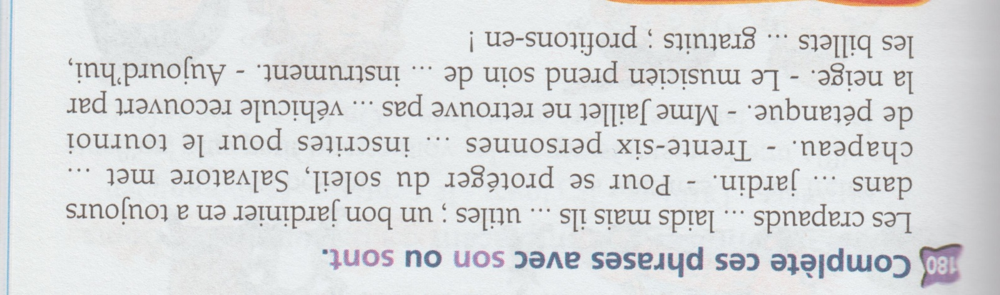 180 Complète ces phrases avec son ou sont.
Les crapauds ... laids mais ils ... utiles ; un bon jardinier en a toujours
dans ... jardin. - Pour se protéger du soleil, Salvatore met ...
chapeau. - Trente-six personnes ... inscrites pour le tournoi
de pétanque. - Mme Jaillet ne retrouve pas ... véhicule recouvert par
la neige. - Le musicien prend soin de ... instrument. - Aujourd'hui,
les billets ... gratuits ; profitons-en !